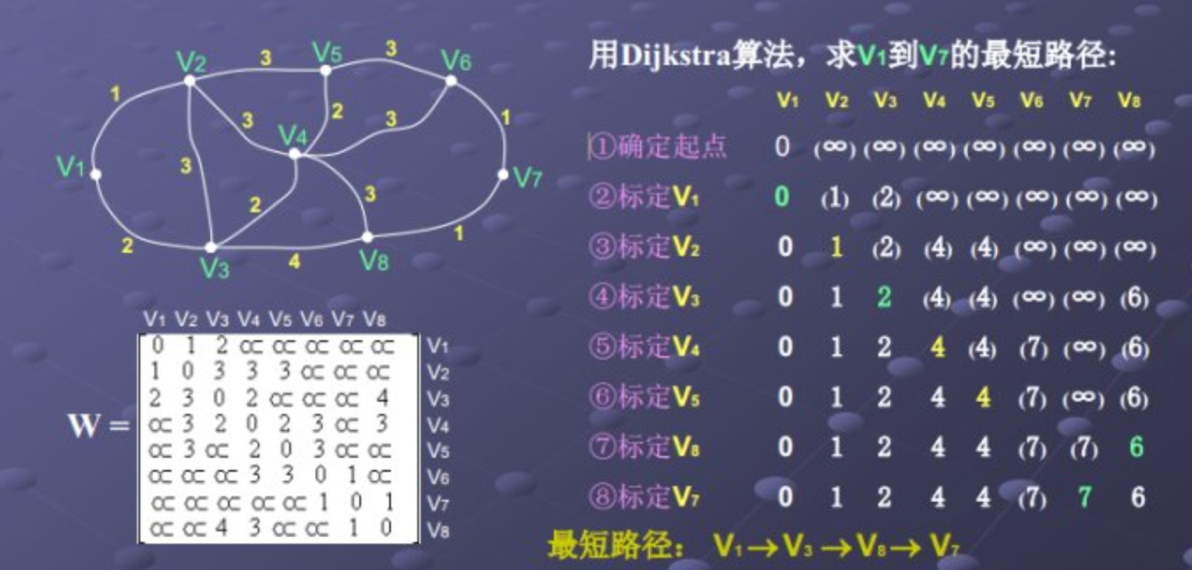 V2
3
V5
3
V6
1
3
2
3
1
V4
V1
3
V7
2
3
2
4
1
V3
V8
V1 V2 V3 V4 V5 V6 V7 V8
W =
0 1 2 ∝ ∝ ∝ ∝ ∝ V1
1 0 3 3 3 ∝ ∝ ∝ V2
2 3 0 2 ∝ ∝ ∝ 4 V3
∝ 3 2 0 2 3 ∝ 3 V4
∝ 3 ∝ 2 0 3 ∝ ∝ V5
∝ ∝ ∝ 3 3 0 1 ∝ V6
∝ ∝ ∝ ∝ ∝ 1 0 1 V7
∝ ∝ 4 3 ∝ ∝ 1 0 V8
用Dijkstra算法，求V1到V7的最短路径:
V1 V2 V3 V4 V5 V6 V7 V8
①确定起点 0 (∞) (∞) (∞) (∞) (∞) (∞) (∞)
②标定V1 0 (1) (2) (∞) (∞) (∞) (∞) (∞)
③标定V2 0 1 (2) (4) (4) (∞) (∞) (∞)
④标定V3 0 1 2 (4) (4) (∞) (∞) (6)
⑤标定V4 0 1 2 4 (4) (7) (∞) (6)
⑥标定V5 0 1 2 4 4 (7) (∞) (6)
⑦标定V8 0 1 2 4 4 (7) (7) 6
⑧标定V7 0 1 2 4 4 (7) 7 6
最短路径： V1→V3→V8→V7